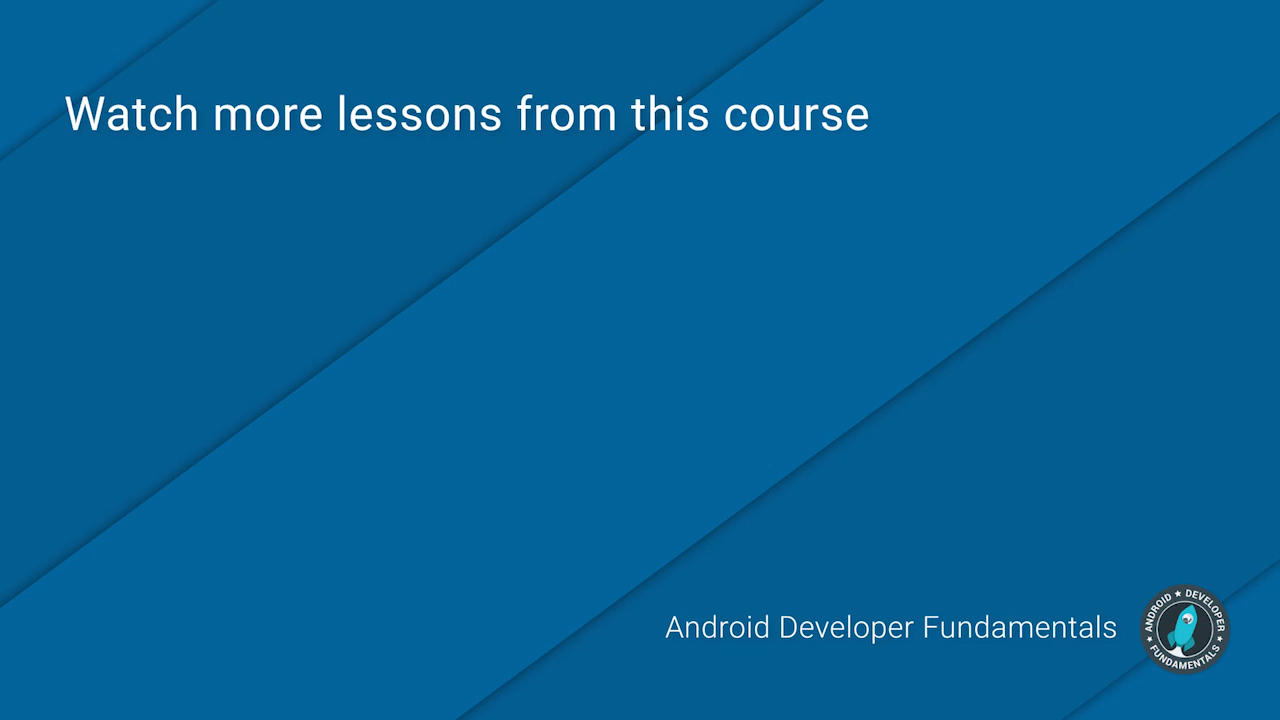 Watch more lessons from this course
Android Developer Fundamentals
ANDROID ★ DEVELOPER
★ FUNDAMENTALS ★